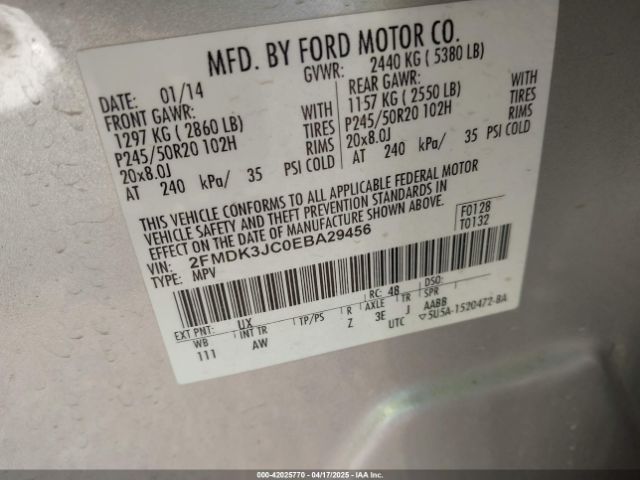 MFD. BY FORD MOTOR CO.
DATE: 01/14 GVWR: 2440 KG ( 5380 LB)
FRONT GAWR: REAR GAWR:
1297 KG ( 2860 LB) WITH 1157 KG ( 2550 LB) WITH
P245/50R20 102H TIRES P245/50R20 102H TIRES
20x8.0J RIMS 20x8.0J RIMS
AT 240 kPa/ 35 PSI COLD AT 240 kPa/ 35 PSI COLD
THIS VEHICLE CONFORMS TO ALL APPLICABLE FEDERAL MOTOR
VEHICLE SAFETY AND THEFT PREVENTION STANDARDS IN
EFFECT ON THE DATE OF MANUFACTURE SHOWN ABOVE.
VIN: 2FMDK3JC0EBA29456 F0128
TYPE: MPV T0132
EXT PNT: UX RC: 48 DSO:
WB INT TR TP/PS R AXLE TR SPR
111 AW Z 3E J AABB
UTC ▽5U5A-1520472-BA
000-42025770 - 04/17/2025 - IAA Inc.